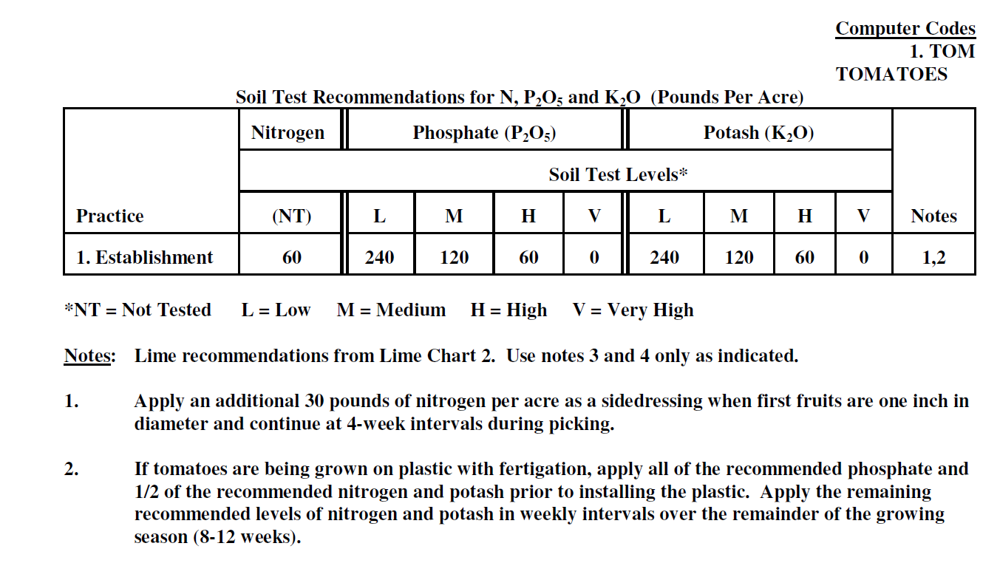 Computer Codes
1. TOM
TOMATOES
Soil Test Recommendations for N, P₂O₅ and K₂O (Pounds Per Acre)
Nitrogen Phosphate (P₂O₅) Potash (K₂O)
Soil Test Levels*
Practice (NT) L M H V L M H V Notes
1. Establishment 60 240 120 60 0 240 120 60 0 1,2
*NT = Not Tested L = Low M = Medium H = High V = Very High
Notes: Lime recommendations from Lime Chart 2. Use notes 3 and 4 only as indicated.
1. Apply an additional 30 pounds of nitrogen per acre as a sidedressing when first fruits are one inch in
diameter and continue at 4-week intervals during picking.
2. If tomatoes are being grown on plastic with fertigation, apply all of the recommended phosphate and
1/2 of the recommended nitrogen and potash prior to installing the plastic. Apply the remaining
recommended levels of nitrogen and potash in weekly intervals over the remainder of the growing
season (8-12 weeks).